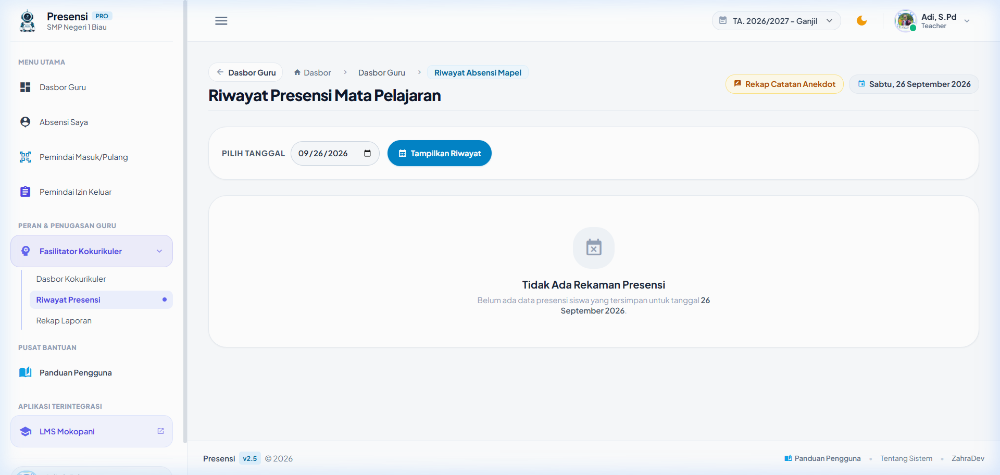 Presensi PRO
SMP Negeri 1 Biau
TA. 2026/2027 - Ganjil
Adi, S.Pd
Teacher
MENU UTAMA
Dasbor Guru
Absensi Saya
Pemindai Masuk/Pulang
Pemindai Izin Keluar
PERAN & PENUGASAN GURU
Fasilitator Kokurikuler
Dasbor Kokurikuler
Riwayat Presensi
Rekap Laporan
PUSAT BANTUAN
Panduan Pengguna
APLIKASI TERINTEGRASI
LMS Mokopani
Dasbor Guru Dasbor Dasbor Guru Riwayat Absensi Mapel
Riwayat Presensi Mata Pelajaran
Rekap Catatan Anekdot Sabtu, 26 September 2026
PILIH TANGGAL 09/26/2026 Tampilkan Riwayat
Tidak Ada Rekaman Presensi
Belum ada data presensi siswa yang tersimpan untuk tanggal 26
September 2026.
Presensi v2.5 © 2026
Panduan Pengguna • Tentang Sistem • ZahraDev